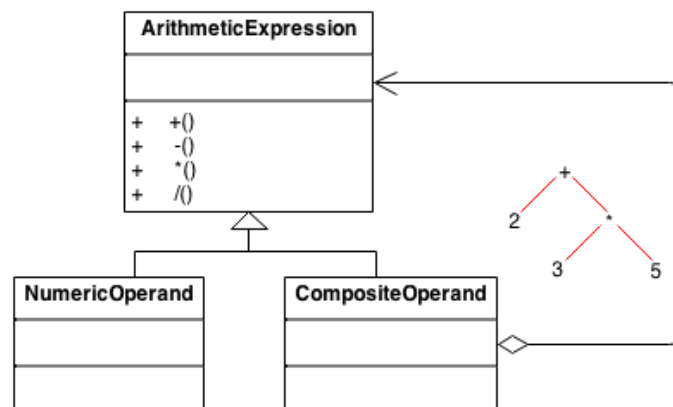 ArithmeticExpression
+ +()
+ -()
+ *()
+ /()
+
2 *
3 5
NumericOperand
CompositeOperand